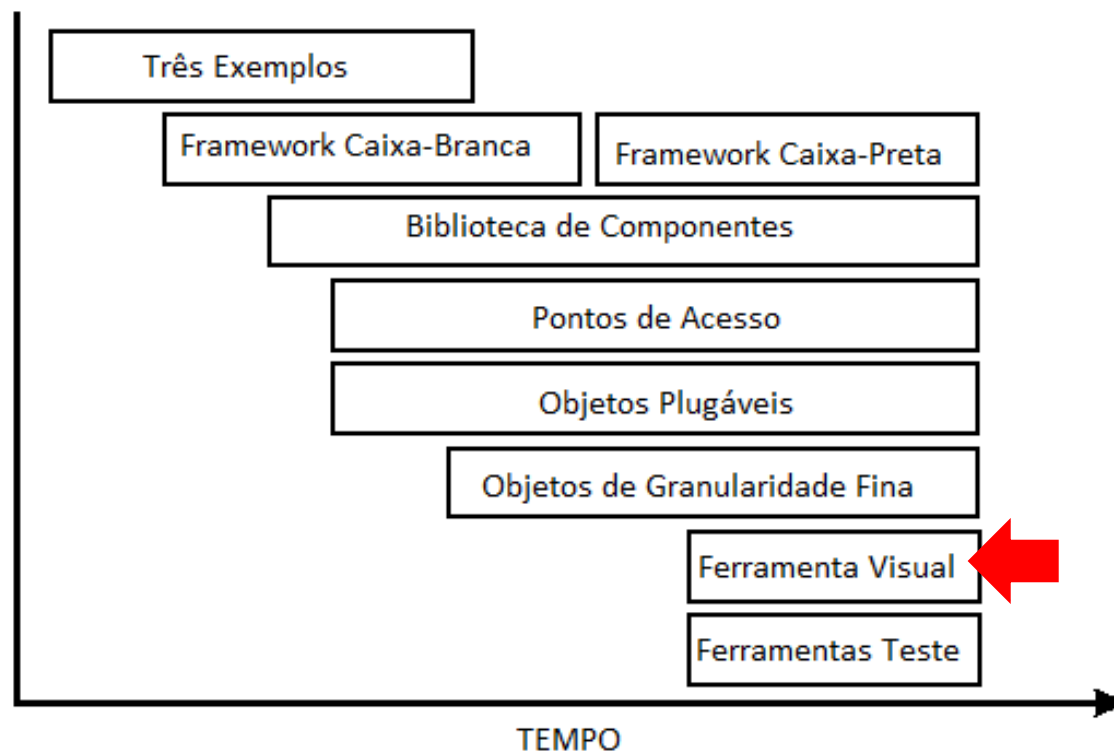 Três Exemplos
Framework Caixa-Branca
Framework Caixa-Preta
Biblioteca de Componentes
Pontos de Acesso
Objetos Plugáveis
Objetos de Granularidade Fina
Ferramenta Visual
Ferramentas Teste
TEMPO